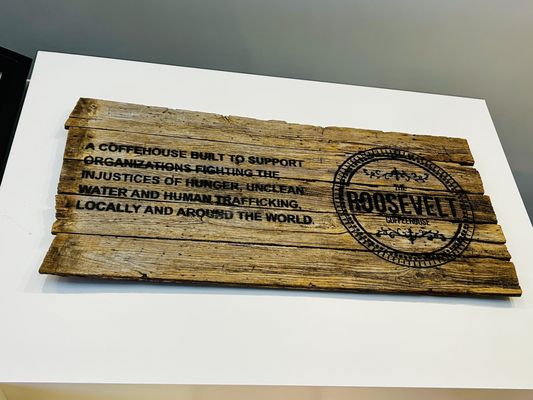 A COFFEEHOUSE BUILT TO SUPPORT
ORGANIZATIONS FIGHTING THE
INJUSTICES OF HUNGER, UNCLEAN
WATER AND HUMAN TRAFFICKING,
LOCALLY AND AROUND THE WORLD.
THE
ROOSEVELT
COFFEEHOUSE